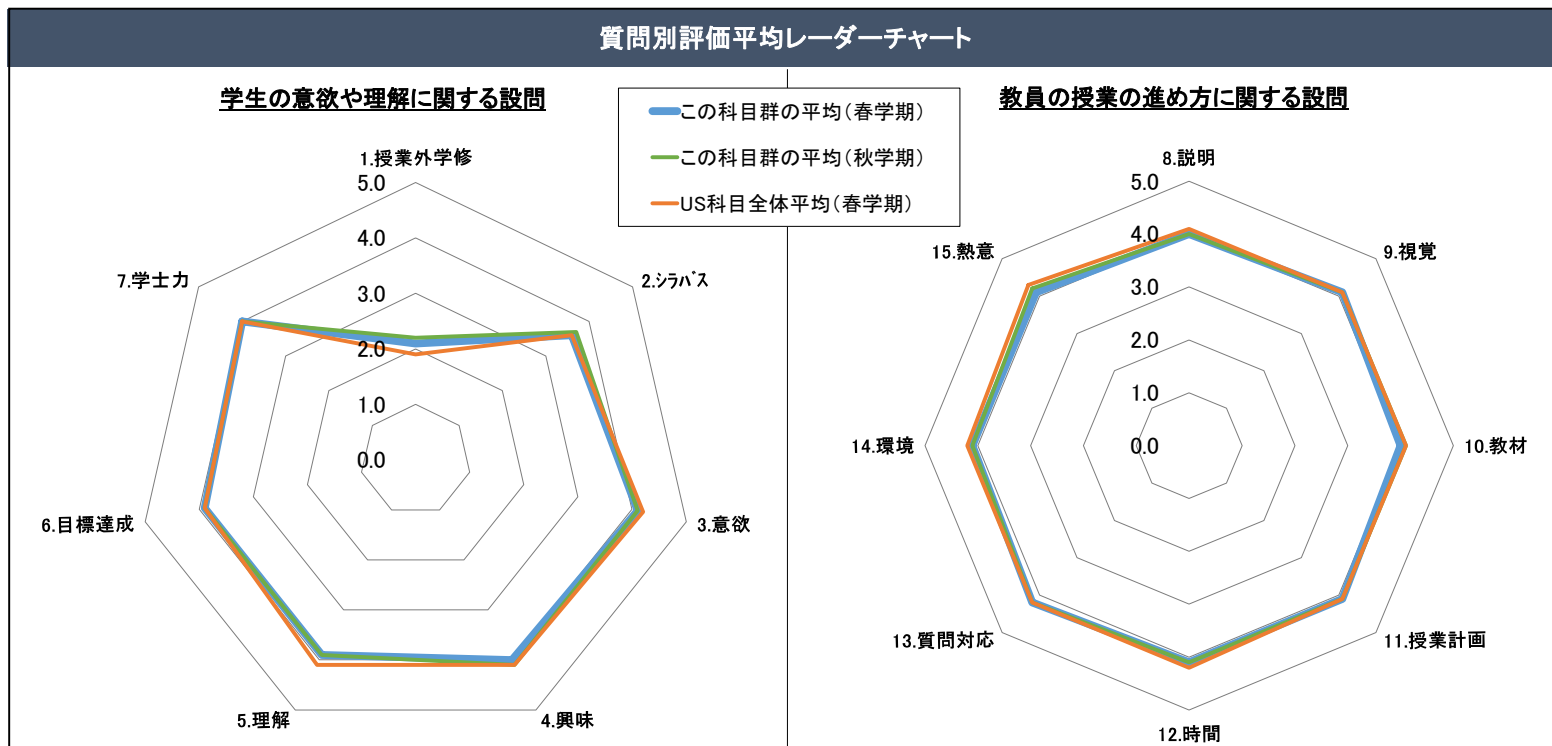 質問別評価平均レーダーチャート
学生の意欲や理解に関する設問
この科目群の平均(春学期)
この科目群の平均(秋学期)
US科目全体平均(春学期)
教員の授業の進め方に関する設問
1.授業外学修
2.シラバス
3.意欲
4.興味
5.理解
6.目標達成
7.学士力
5.0
4.0
3.0
2.0
1.0
0.0
8.説明
9.視覚
10.教材
11.授業計画
12.時間
13.質問対応
14.環境
15.熱意
5.0
4.0
3.0
2.0
1.0
0.0